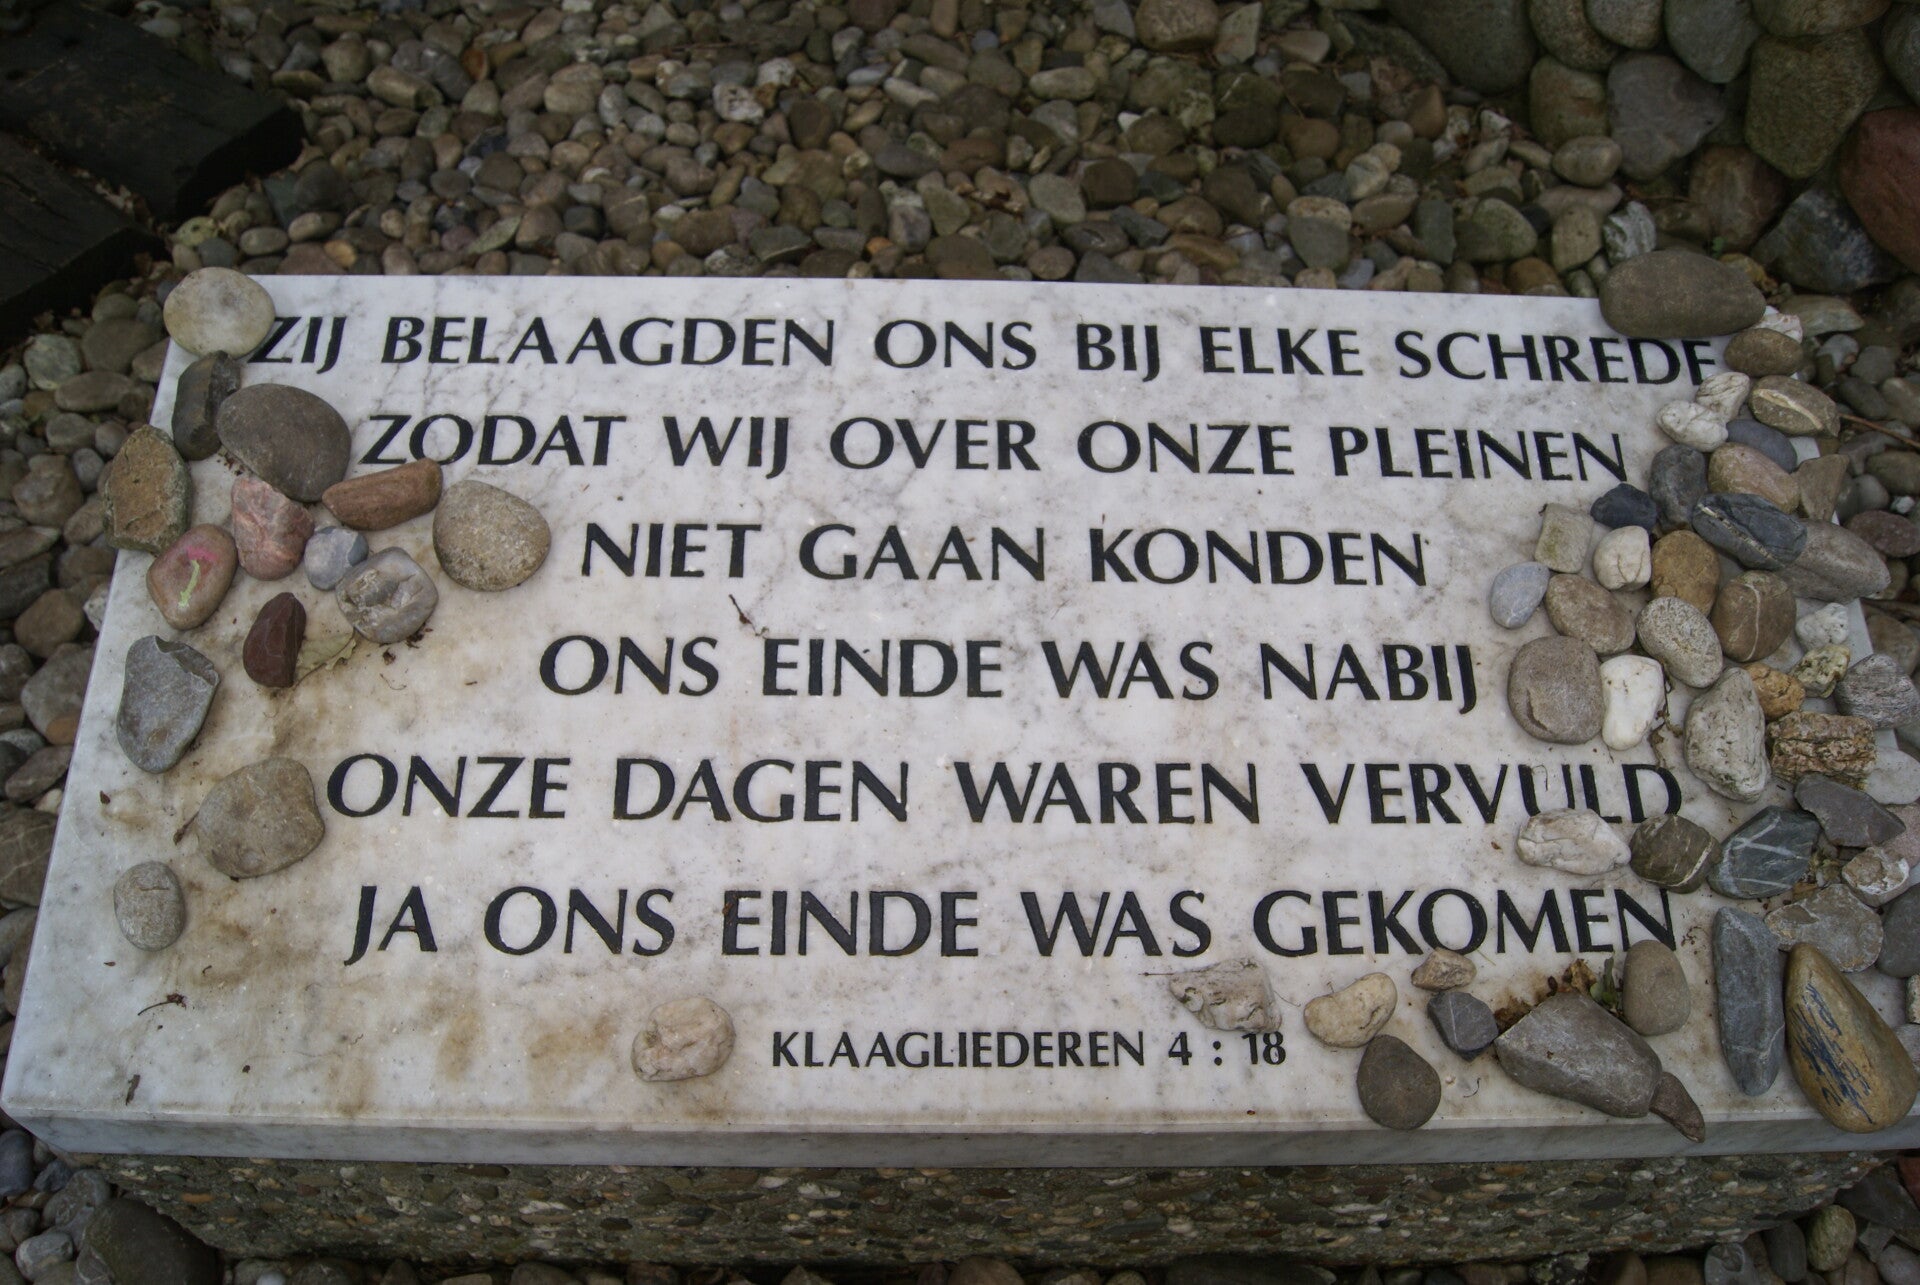 ZIJ BELAAGDEN ONS BIJ ELKE SCHREDE
ZODAT WIJ OVER ONZE PLEINEN
NIET GAAN KONDEN
ONS EINDE WAS NABIJ
ONZE DAGEN WAREN VERVULD
JA ONS EINDE WAS GEKOMEN
KLAAGLIEDEREN 4 : 18